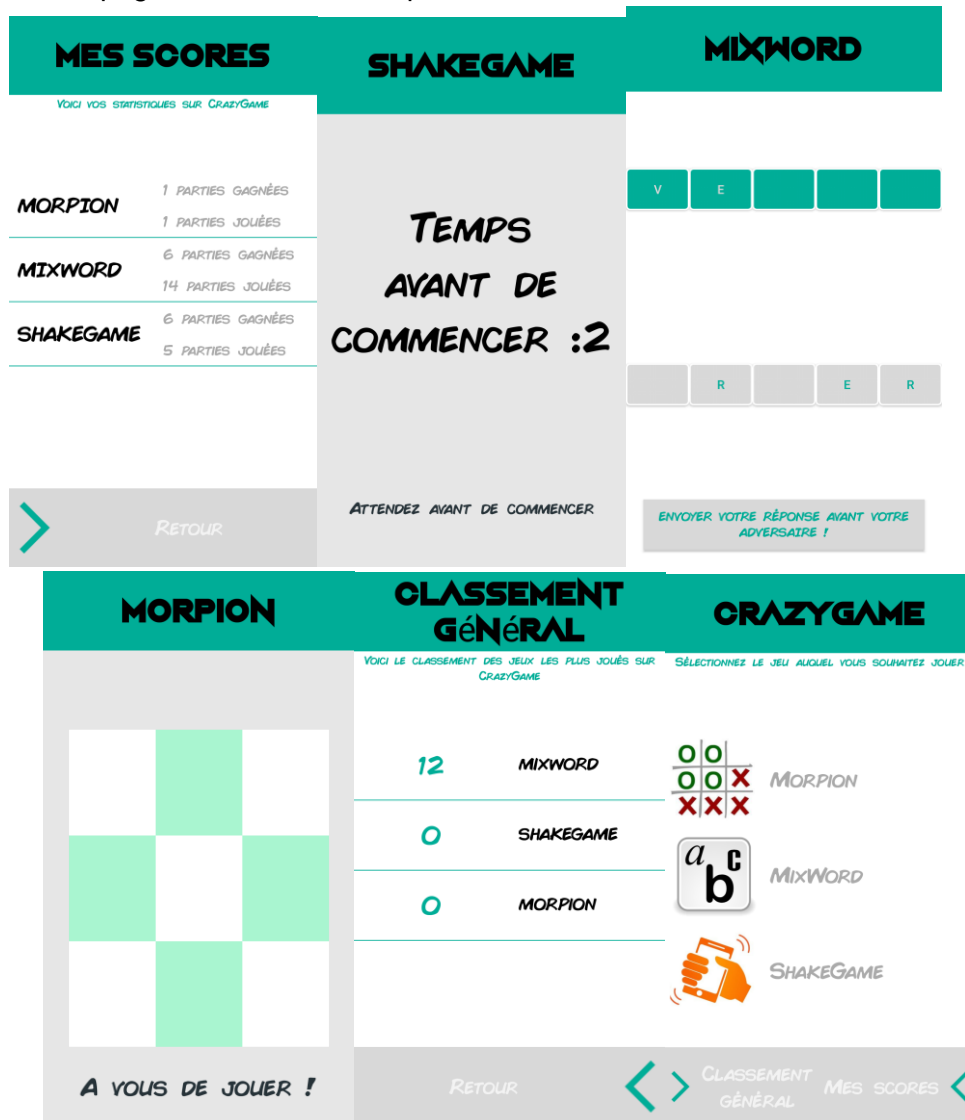 MES SCORES
Voici vos statistiques sur CrazyGame
MORPION
1 parties gagnées
1 parties jouées
MIXWORD
6 parties gagnées
14 parties jouées
SHAKEGAME
6 parties gagnées
5 parties jouées
Retour
SHAKEGAME
Temps
avant de
commencer :2
Attendez avant de commencer
MIXWORD
V E
R E R
Envoyer votre réponse avant votre
adversaire !
MORPION
A vous de jouer !
CLASSEMENT
GéNéRAL
Voici le classement des jeux les plus joués sur
CrazyGame
12 MIXWORD
0 SHAKEGAME
0 MORPION
Retour
CRAZYGAME
Sélectionnez le jeu auquel vous souhaitez jouer
O O
O O X
X X X
Morpion
a b c
MixWord
ShakeGame
Classement
général
Mes scores